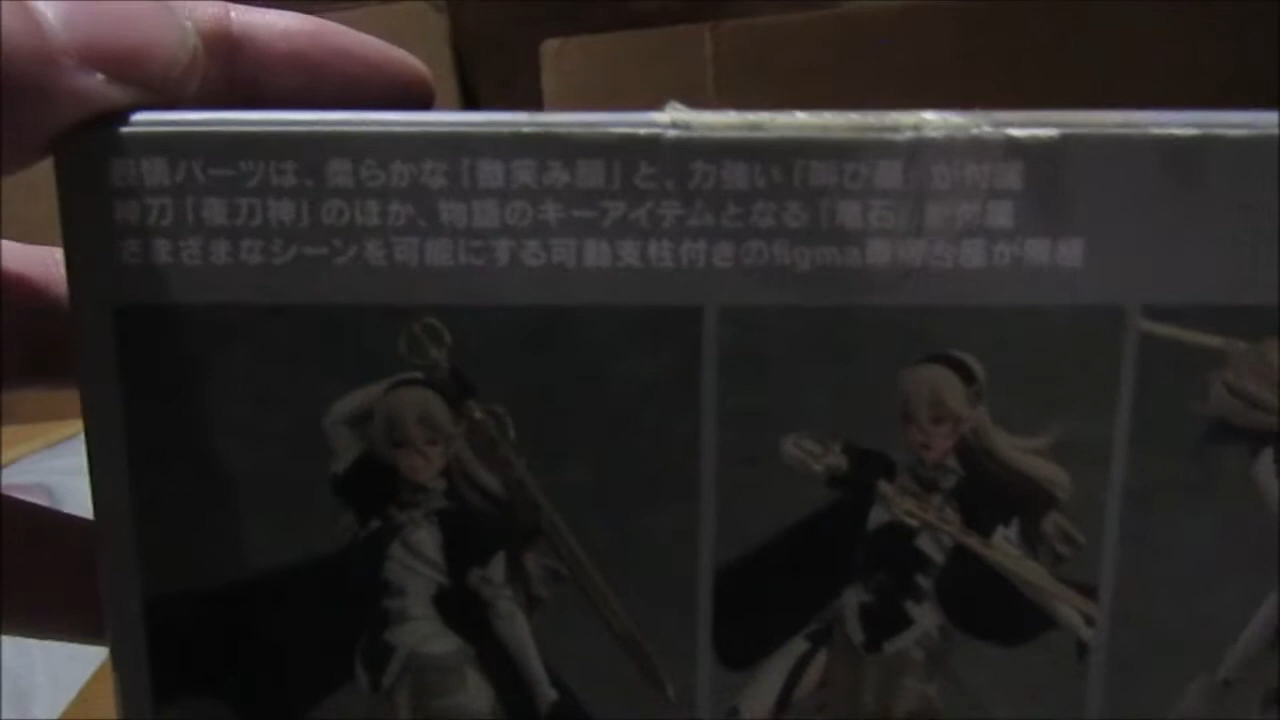 表情パーツは、柔らかな「微笑み顔」と、力強い「叫び顔」が付属
神刀「夜刀神」のほか、物語のキーアイテムとなる「竜石」が付属
さまざまなシーンを可能にする可動支柱付きのfigma専用台座が同梱